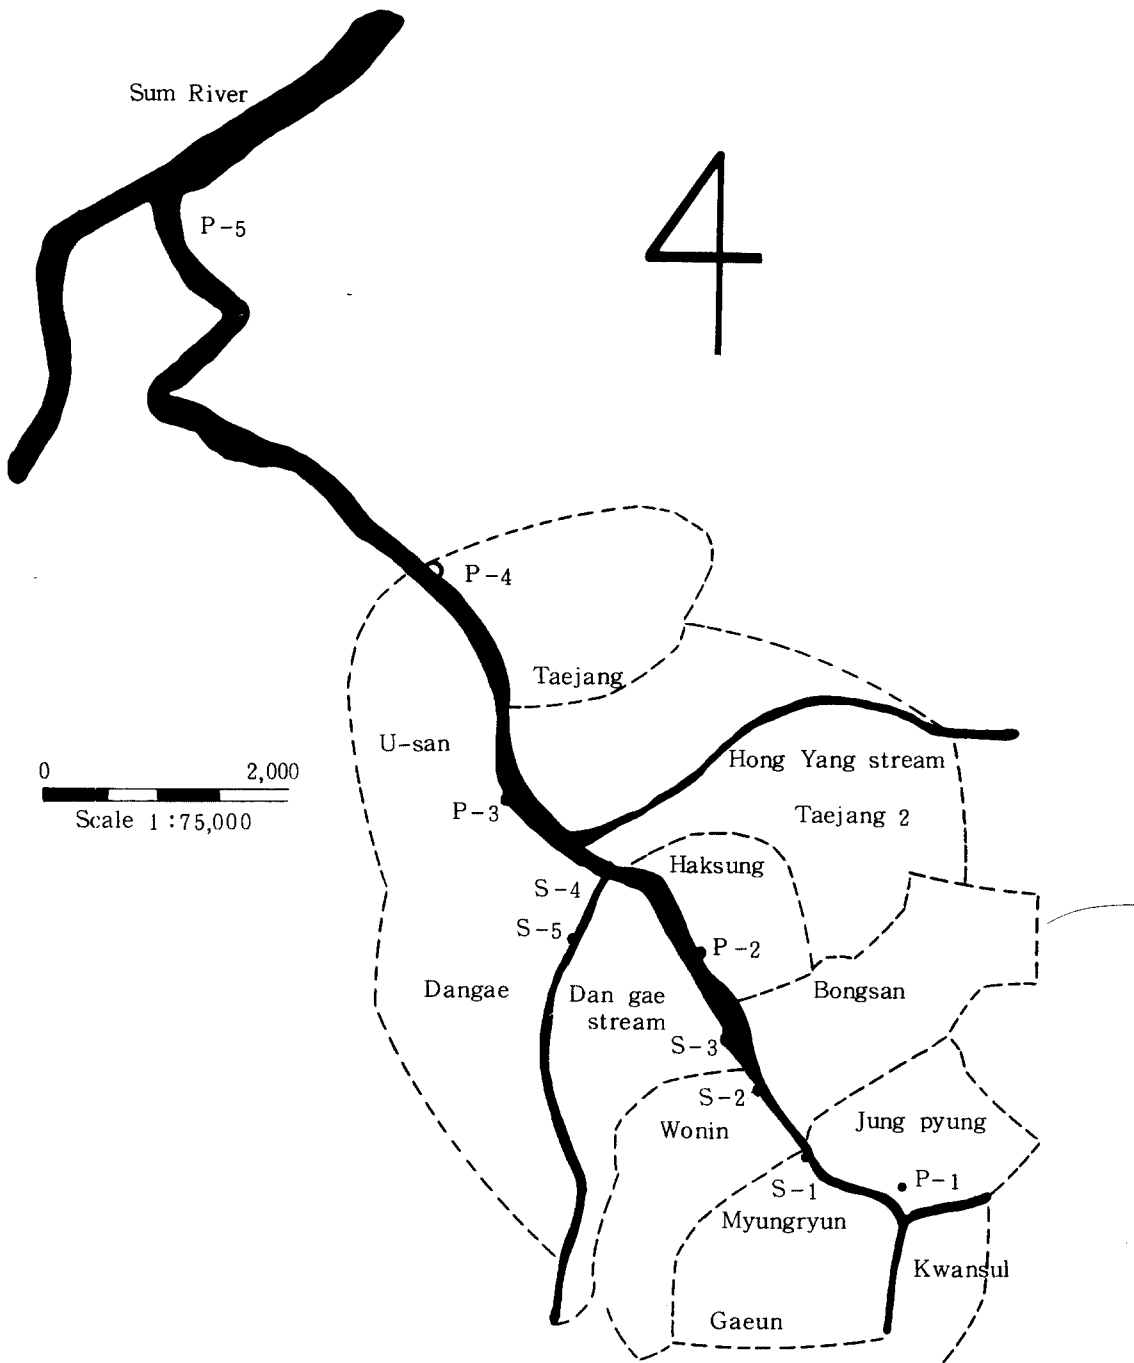 Sum River
P-5
P-4
Taejang
U-san
0 2,000
Scale 1:75,000
Hong Yang stream
P-3
Taejang 2
Haksung
S-4
S-5
P-2
Dangae
Dan gae
stream
Bongsan
S-3
S-2
Wonin
Jung pyung
S-1
P-1
Myungryun
Kwansul
Gaeun